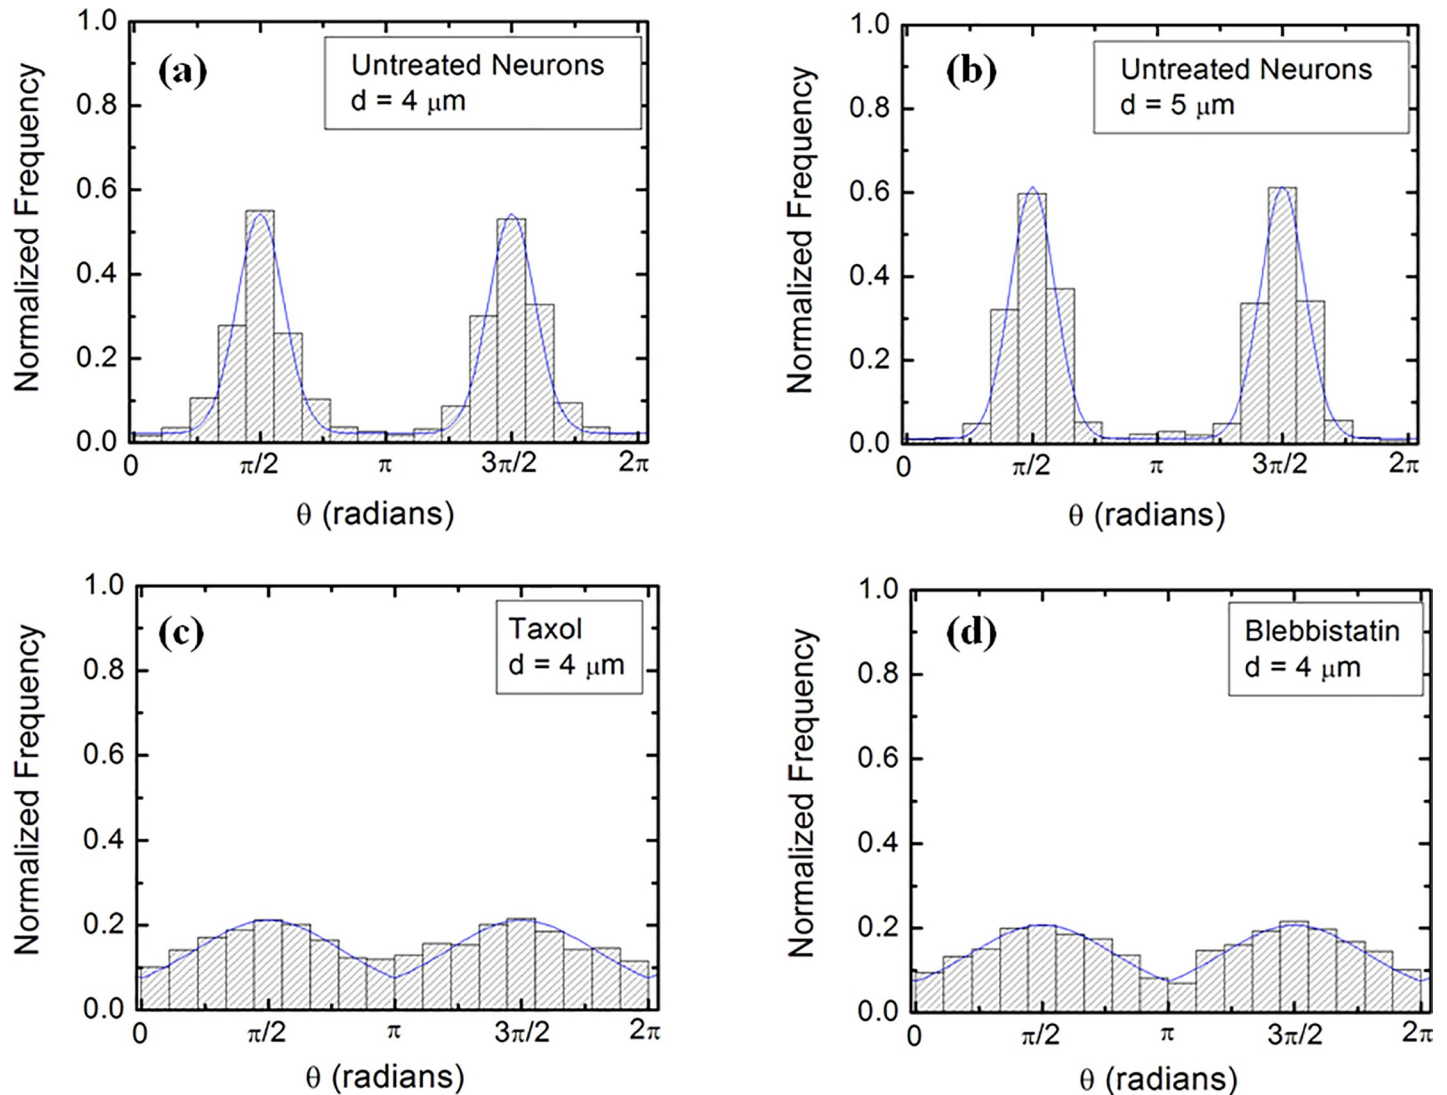 (a)
Untreated Neurons
d = 4 μm
Normalized Frequency
1.0
0.8
0.6
0.4
0.2
0.0
0 π/2 π 3π/2 2π
θ (radians)
(b)
Untreated Neurons
d = 5 μm
Normalized Frequency
1.0
0.8
0.6
0.4
0.2
0.0
0 π/2 π 3π/2 2π
θ (radians)
(c)
Taxol
d = 4 μm
Normalized Frequency
1.0
0.8
0.6
0.4
0.2
0.0
0 π/2 π 3π/2 2π
θ (radians)
(d)
Blebbistatin
d = 4 μm
Normalized Frequency
1.0
0.8
0.6
0.4
0.2
0.0
0 π/2 π 3π/2 2π
θ (radians)